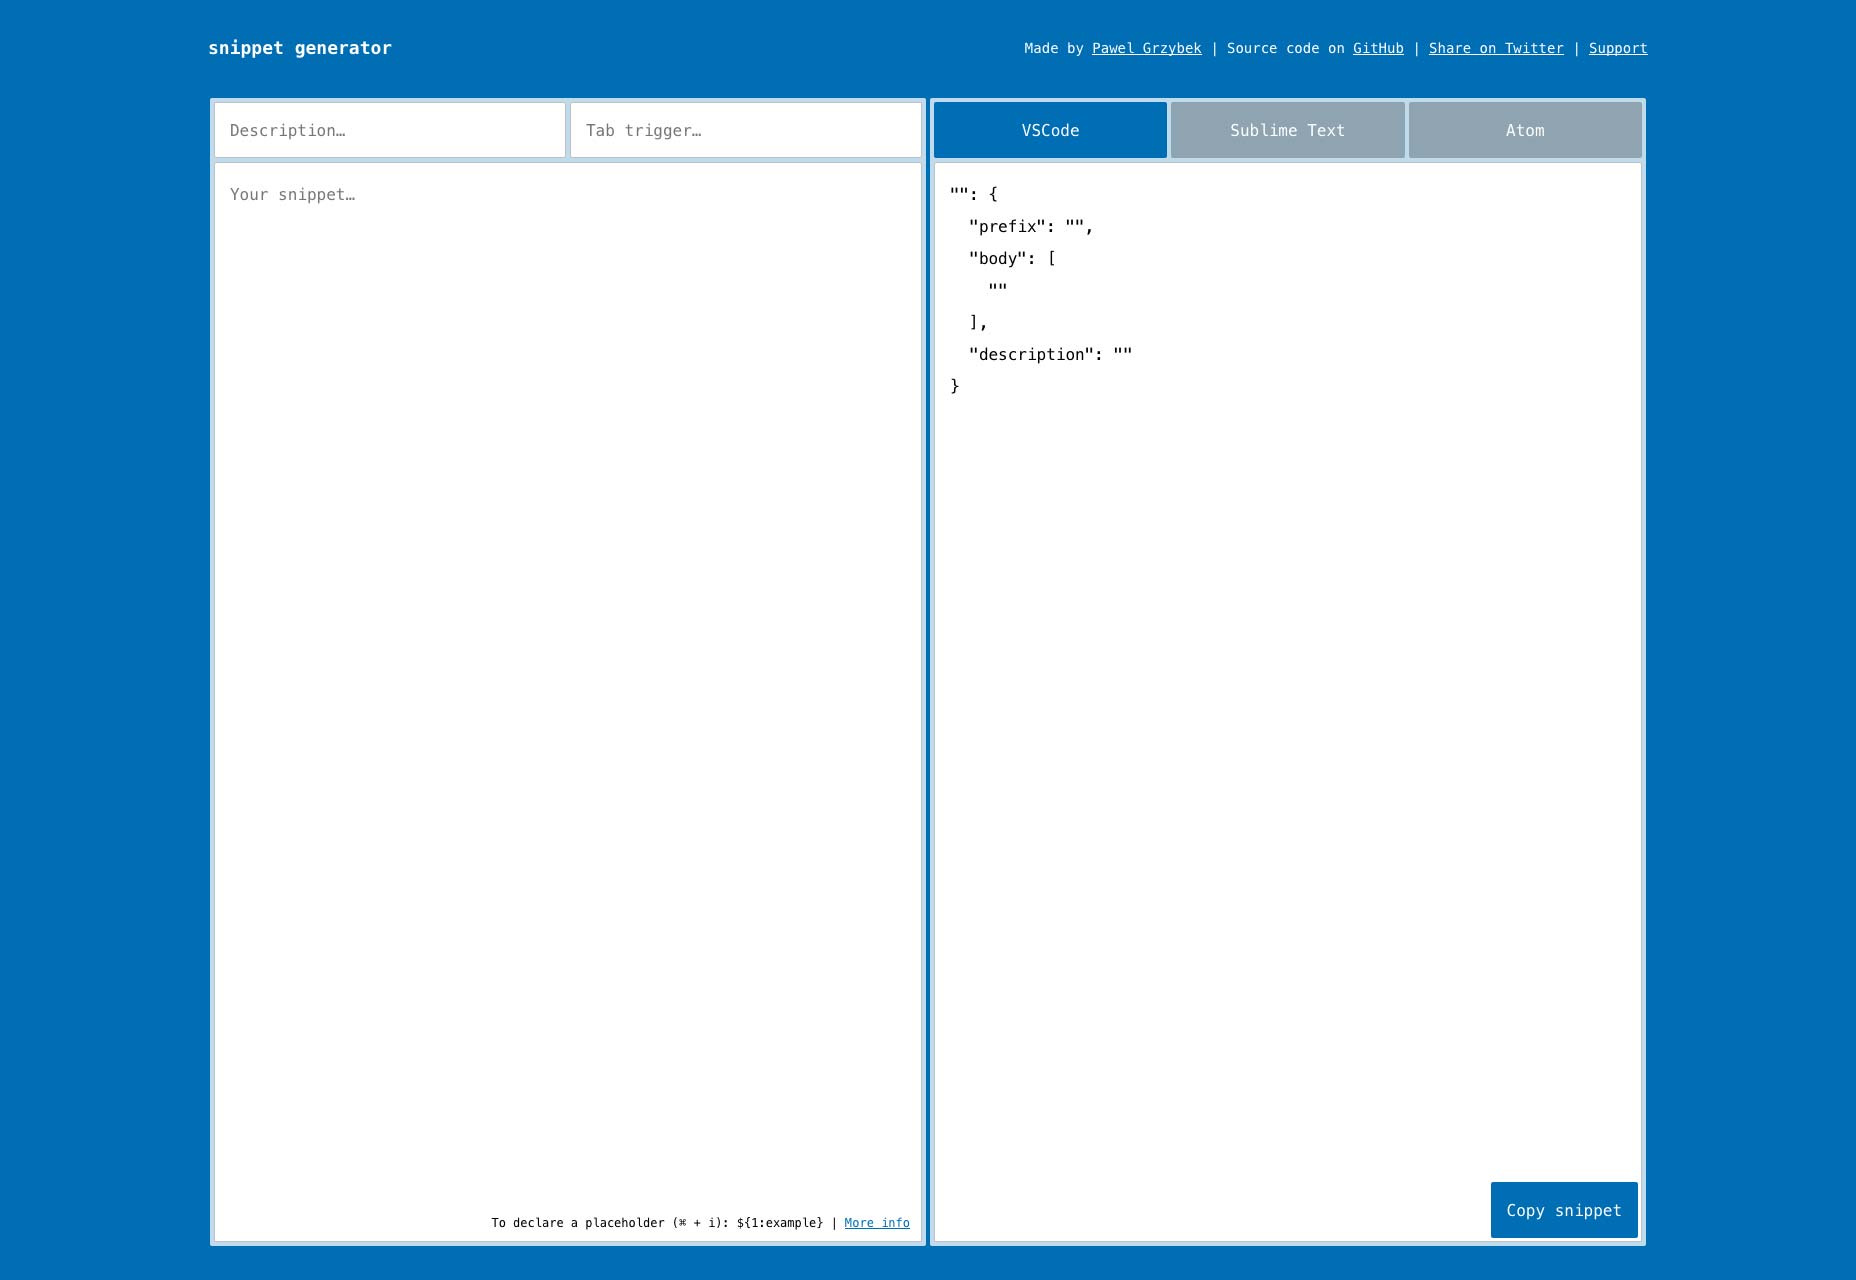 snippet generator
Made by Pawel Grzybek | Source code on GitHub | Share on Twitter | Support
Description…
Tab trigger…
VSCode
Sublime Text
Atom
Your snippet…
"": {
  "prefix": "",
  "body": [
    ""
  ],
  "description": ""
}
To declare a placeholder (⌘ + i): ${1:example} | More info
Copy snippet